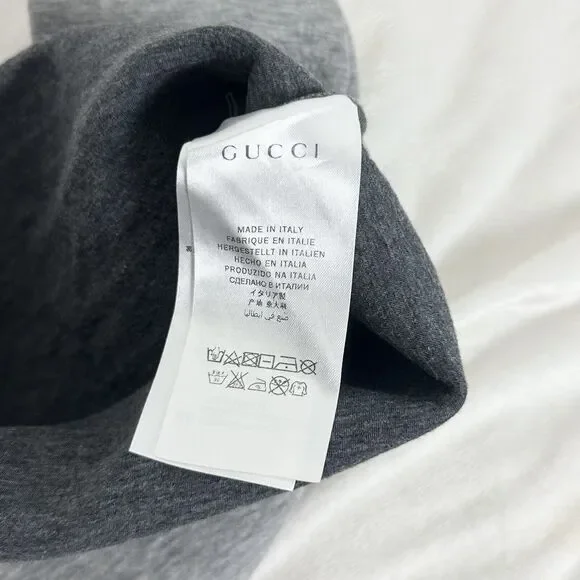 GUCCI
MADE IN ITALY
FABRIQUE EN ITALIE
HERGESTELLT IN ITALIEN
HECHO EN ITALIA
PRODUZIDO NA ITALIA
СДЕЛАНО В ИТАЛИИ
イタリア製
产地 意大利
صنع في إيطاليا